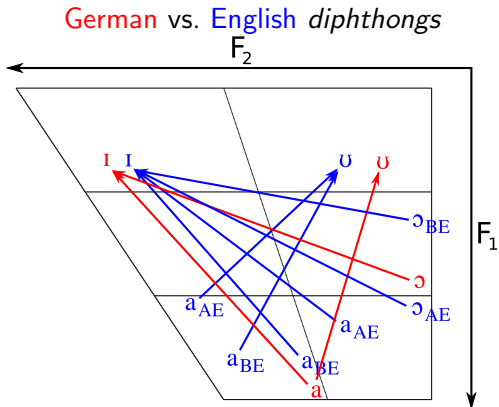 German vs. English diphthongs
F₂
ɪ ɪ ʊ ʊ
ɔBE
F₁
ɔ
aAE ɔAE
aAE
aBE aBE
a